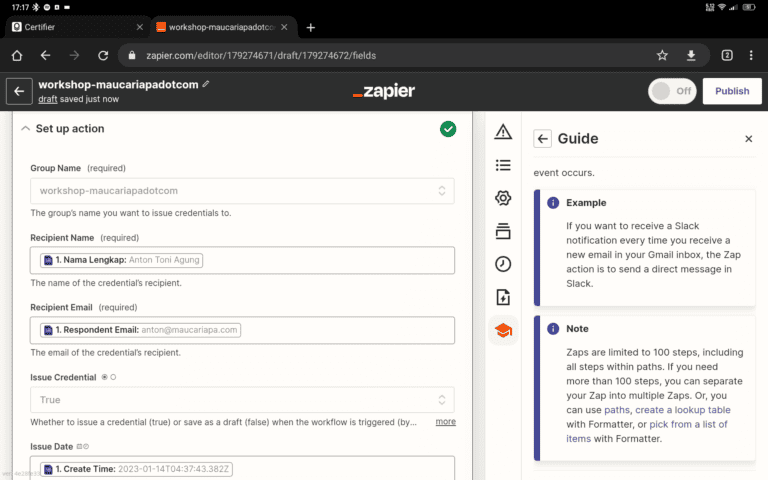 17:17
Certifier
workshop-maucariapadotcom
zapier.com/editor/179274671/draft/179274672/fields
2
workshop-maucariapadotcom
draft saved just now
zapier
Off
Publish
Set up action
Group Name (required)
workshop-maucariapadotcom
The group's name you want to issue credentials to.
Recipient Name (required)
1. Nama Lengkap: Anton Toni Agung
The name of the credential's recipient.
Recipient Email (required)
1. Respondent Email: anton@maucariapa.com
The email of the credential's recipient.
Issue Credential
True
Whether to issue a credential (true) or save as a draft (false) when the workflow is triggered (by... more
Issue Date
1. Create Time: 2023-01-14T04:37:43.382Z
Guide
event occurs.
Example
If you want to receive a Slack
notification every time you receive a
new email in your Gmail inbox, the Zap
action is to send a direct message in
Slack.
Note
Zaps are limited to 100 steps, including
all steps within paths. If you need
more than 100 steps, you can separate
your Zap into multiple Zaps. Or, you
can use paths, create a lookup table
with Formatter, or pick from a list of
items with Formatter.